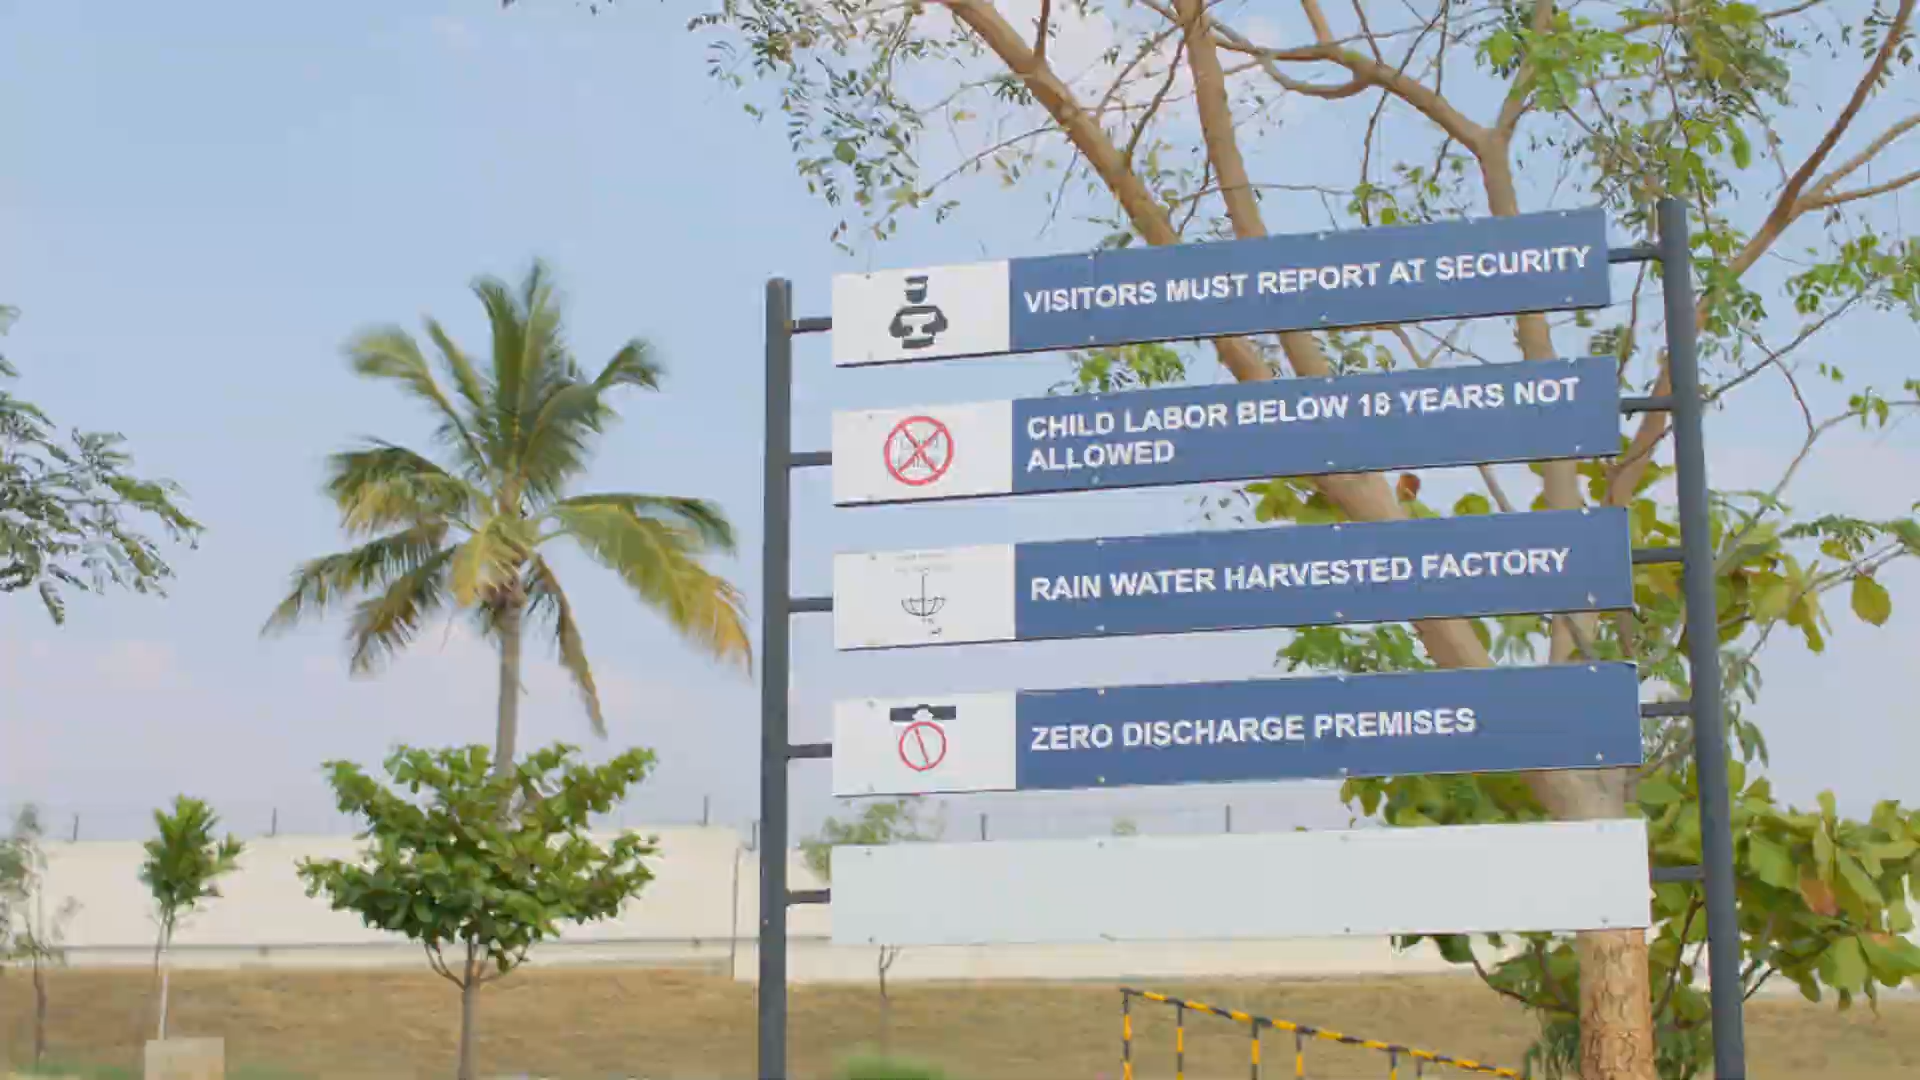 VISITORS MUST REPORT AT SECURITY
CHILD LABOR BELOW 18 YEARS NOT
ALLOWED
RAIN WATER HARVESTED FACTORY
ZERO DISCHARGE PREMISES